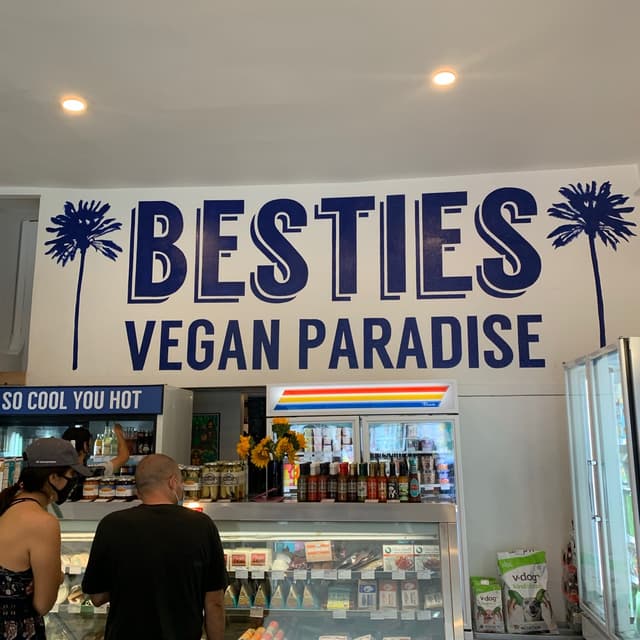 BESTIES
VEGAN PARADISE
SO COOL YOU HOT
v-dog
v-dog